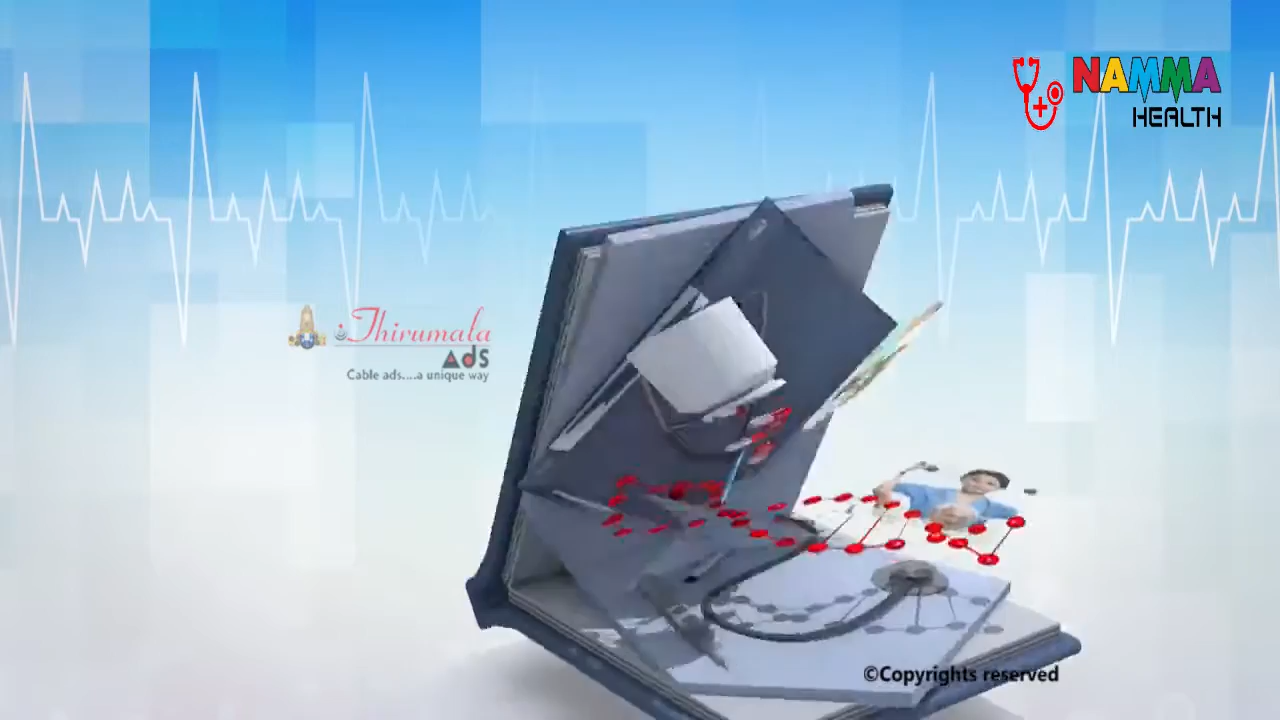 NAMMA
HEALTH
Thirumala
Ads
Cable ads....a unique way
©Copyrights reserved